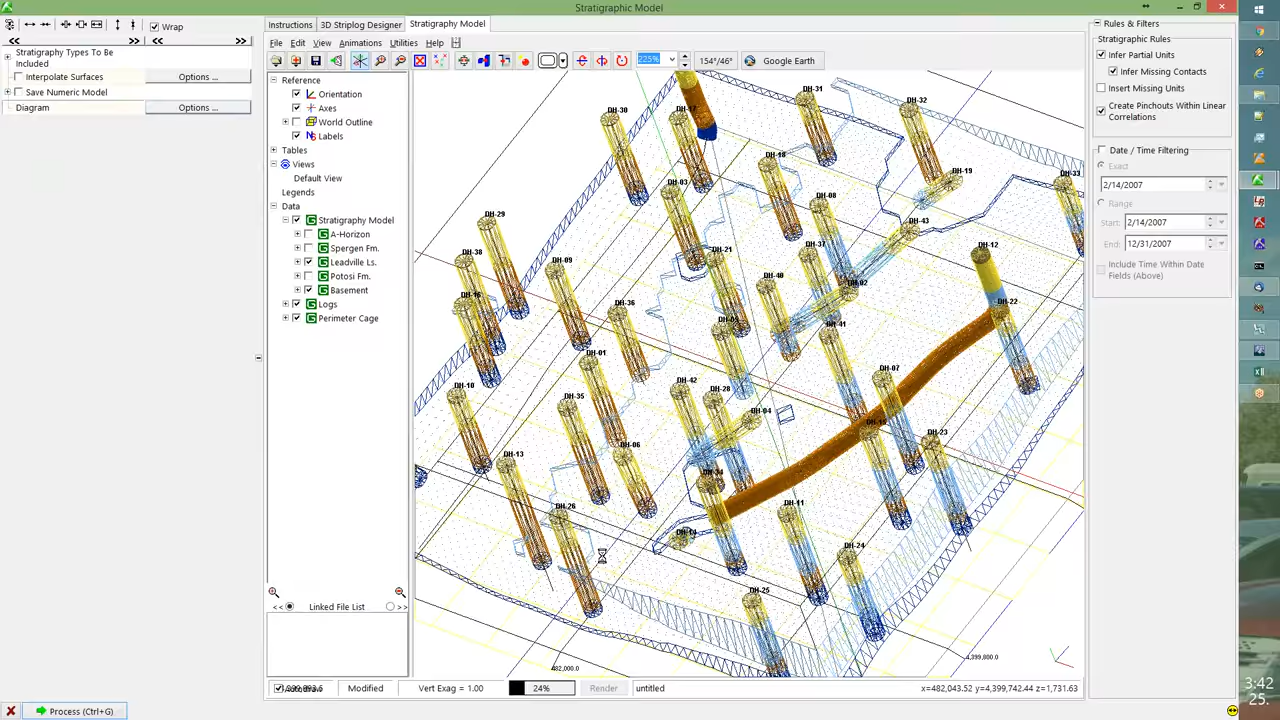 Stratigraphic Model
Wrap
Instructions
3D Striplog Designer
Stratigraphy Model
<<
>>
<<
>>
Stratigraphy Types To Be
Included
Interpolate Surfaces
Options ...
Save Numeric Model
Diagram
Options ...
File
Edit
View
Animations
Utilities
Help
225%
154°/46°
Google Earth
Reference
Orientation
Axes
World Outline
Labels
Tables
Views
Default View
Legends
Data
Stratigraphy Model
A-Horizon
Spergen Fm.
Leadville Ls.
Potosi Fm.
Basement
Logs
Perimeter Cage
<<
Linked File List
>>
DH-30
DH-17
DH-31
DH-32
DH-18
DH-19
DH-33
DH-03
DH-08
DH-29
DH-43
DH-38
DH-21
DH-37
DH-12
DH-09
DH-40
DH-02
DH-16
DH-36
DH-22
DH-41
DH-01
DH-07
DH-10
DH-42
DH-28
DH-35
DH-04
DH-06
DH-23
DH-13
DH-34
DH-26
DH-11
DH-14
DH-24
DH-25
482,000.0
4,399,800.0
Rules & Filters
Stratigraphic Rules
Infer Partial Units
Infer Missing Contacts
Insert Missing Units
Create Pinchouts Within Linear
Correlations
Date / Time Filtering
Exact
2/14/2007
Range
Start:
2/14/2007
End:
12/31/2007
Include Time Within Date
Fields (Above)
Modified
Vert Exag = 1.00
24%
Render
untitled
x=482,043.52 y=4,399,742.44 z=1,731.63
Process (Ctrl+G)
3:42
25.